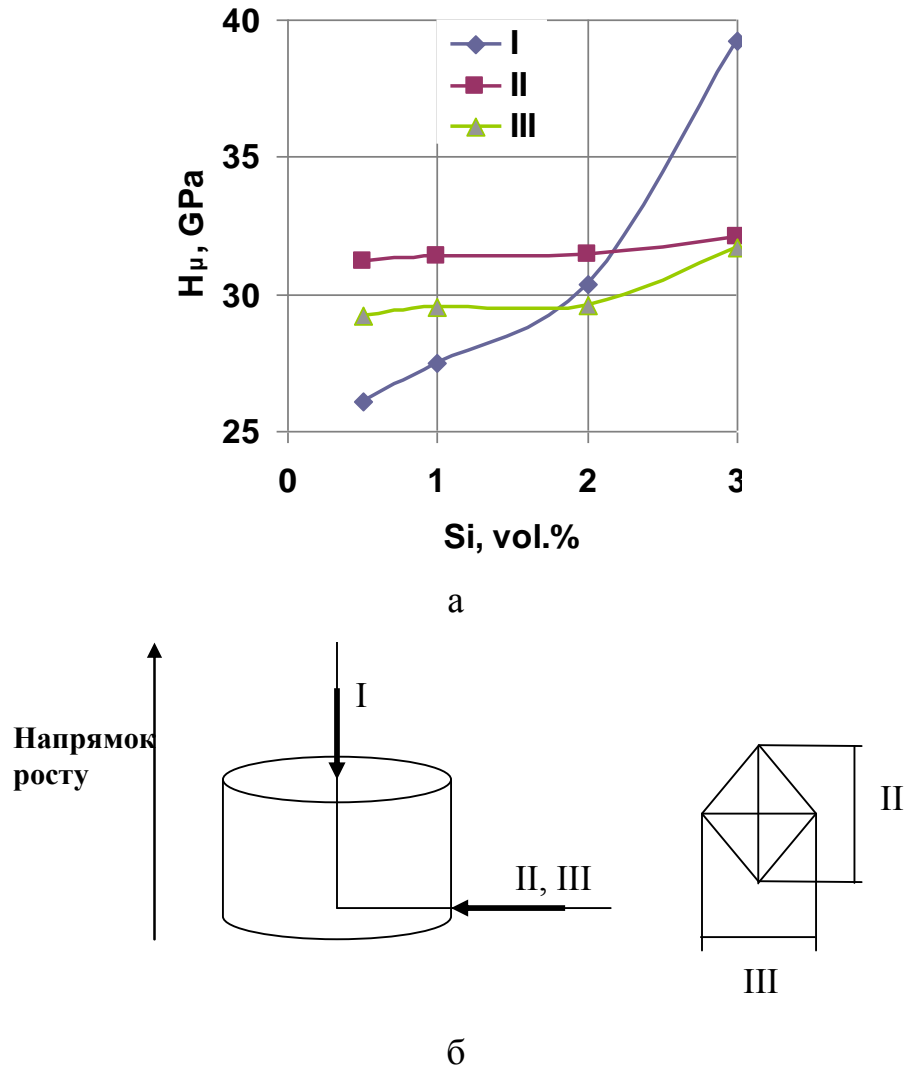 40
35
30
25
Hμ, GPa
I
II
III
0
1
2
3
Si, vol.%
а
Напрямок
росту
I
II, III
II
III
б